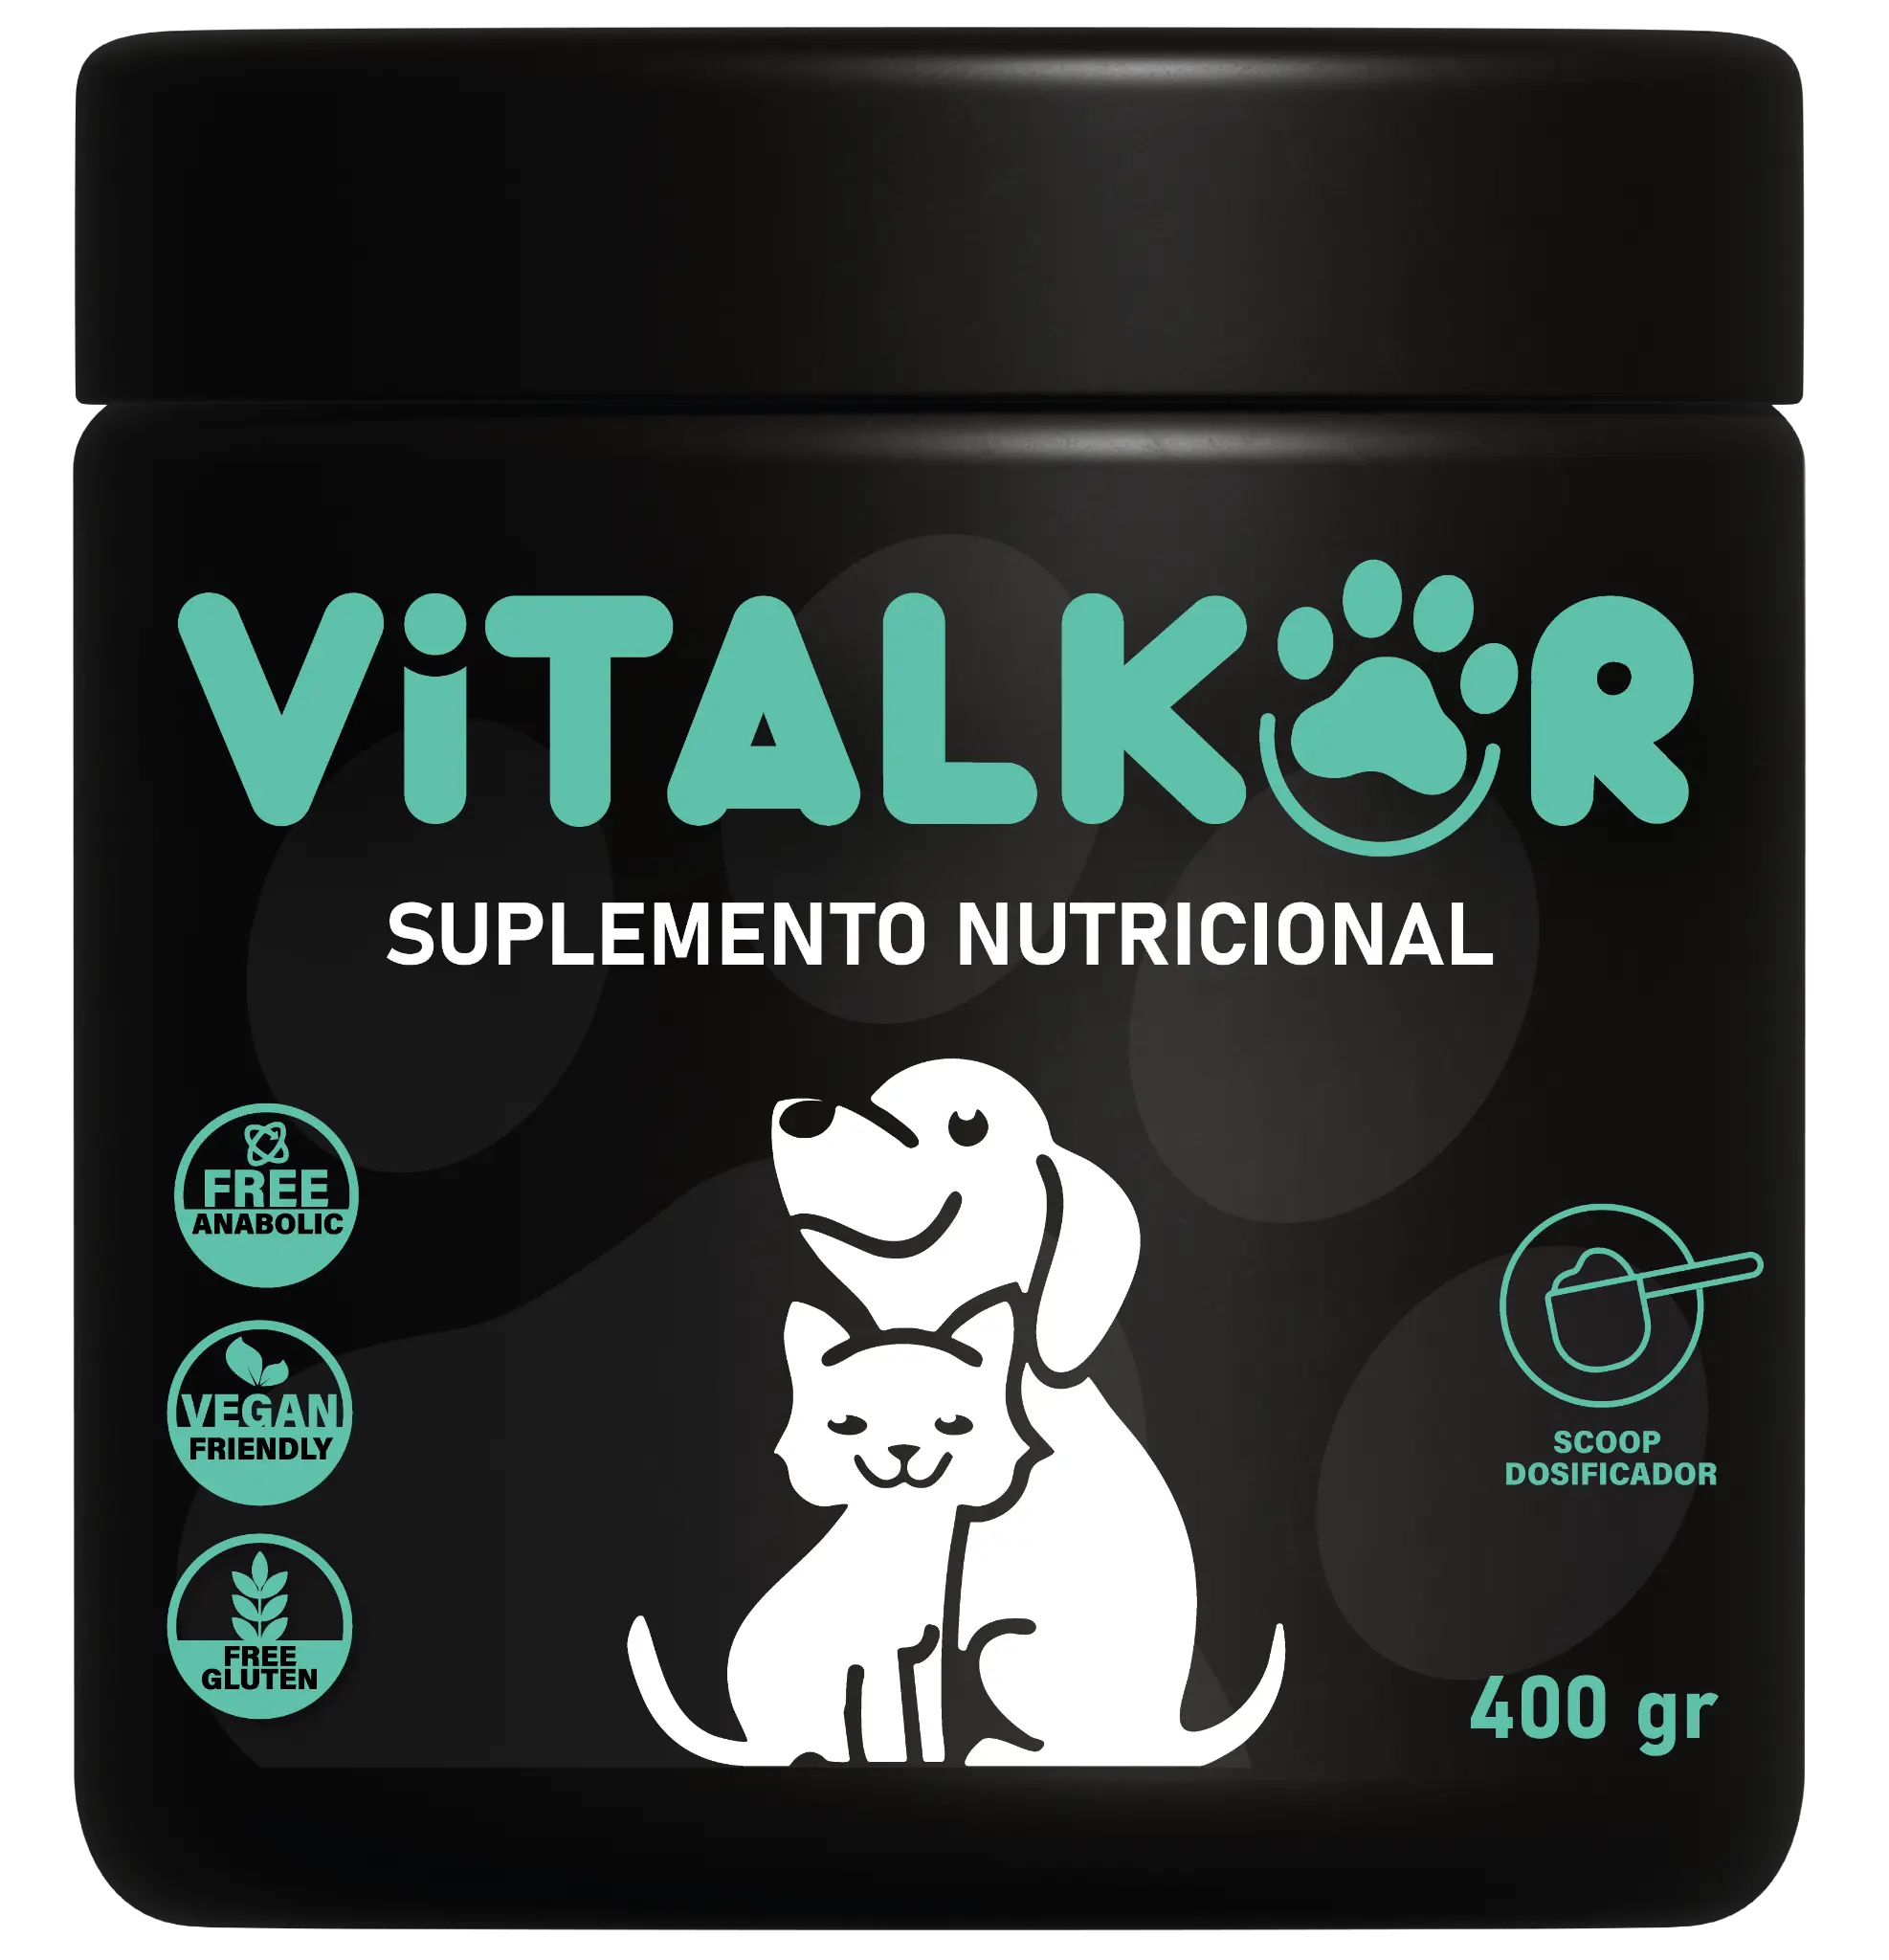 ViTALKOR
SUPLEMENTO NUTRICIONAL
FREE
ANABOLIC
VEGAN
FRIENDLY
FREE
GLUTEN
SCOOP
DOSIFICADOR
400 gr